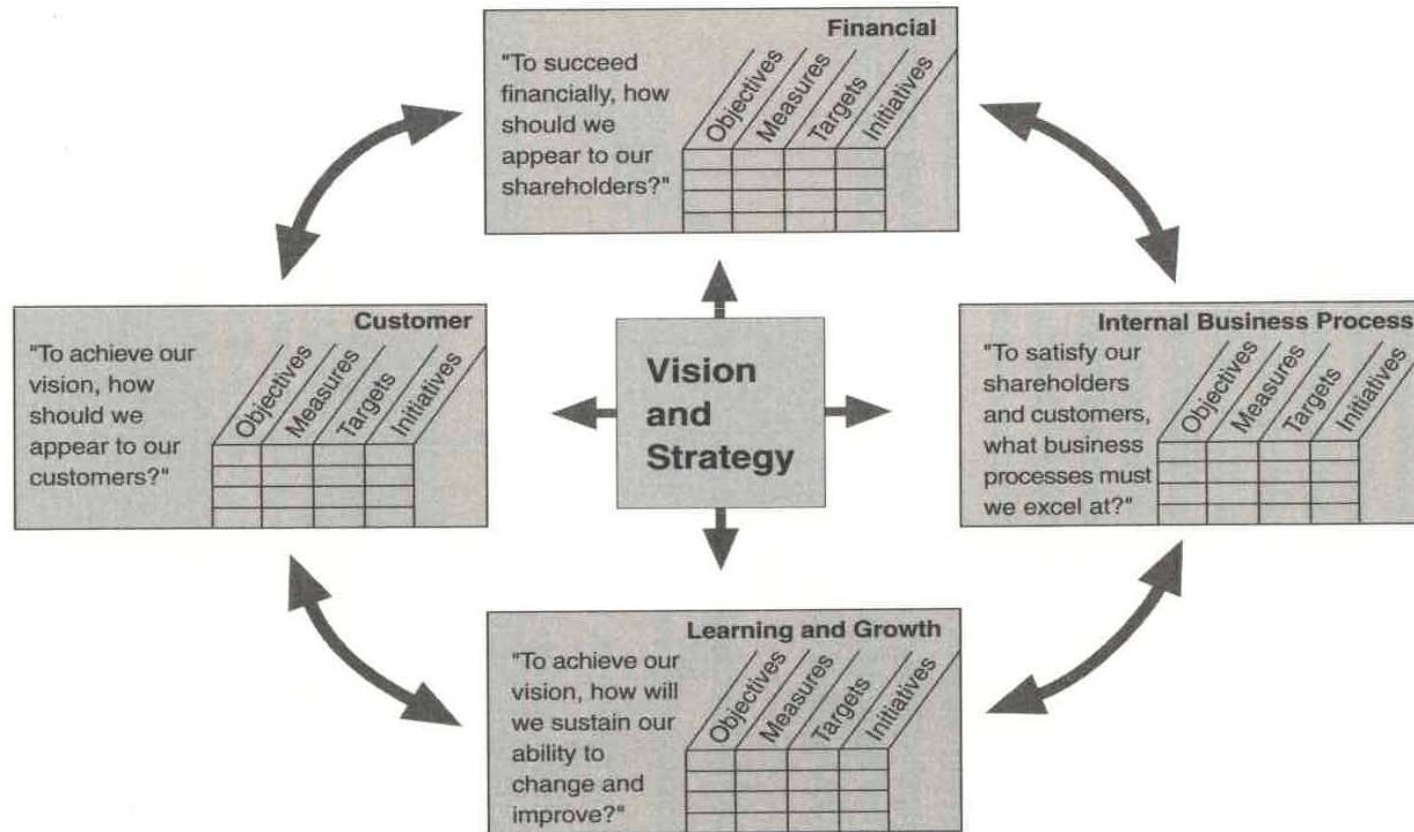 Financial
"To succeed
financially, how
should we
appear to our
shareholders?"
Objectives
Measures
Targets
Initiatives
Customer
"To achieve our
vision, how
should we
appear to our
customers?"
Objectives
Measures
Targets
Initiatives
Vision
and
Strategy
Internal Business Process
"To satisfy our
shareholders
and customers,
what business
processes must
we excel at?"
Objectives
Measures
Targets
Initiatives
Learning and Growth
"To achieve our
vision, how will
we sustain our
ability to
change and
improve?"
Objectives
Measures
Targets
Initiatives